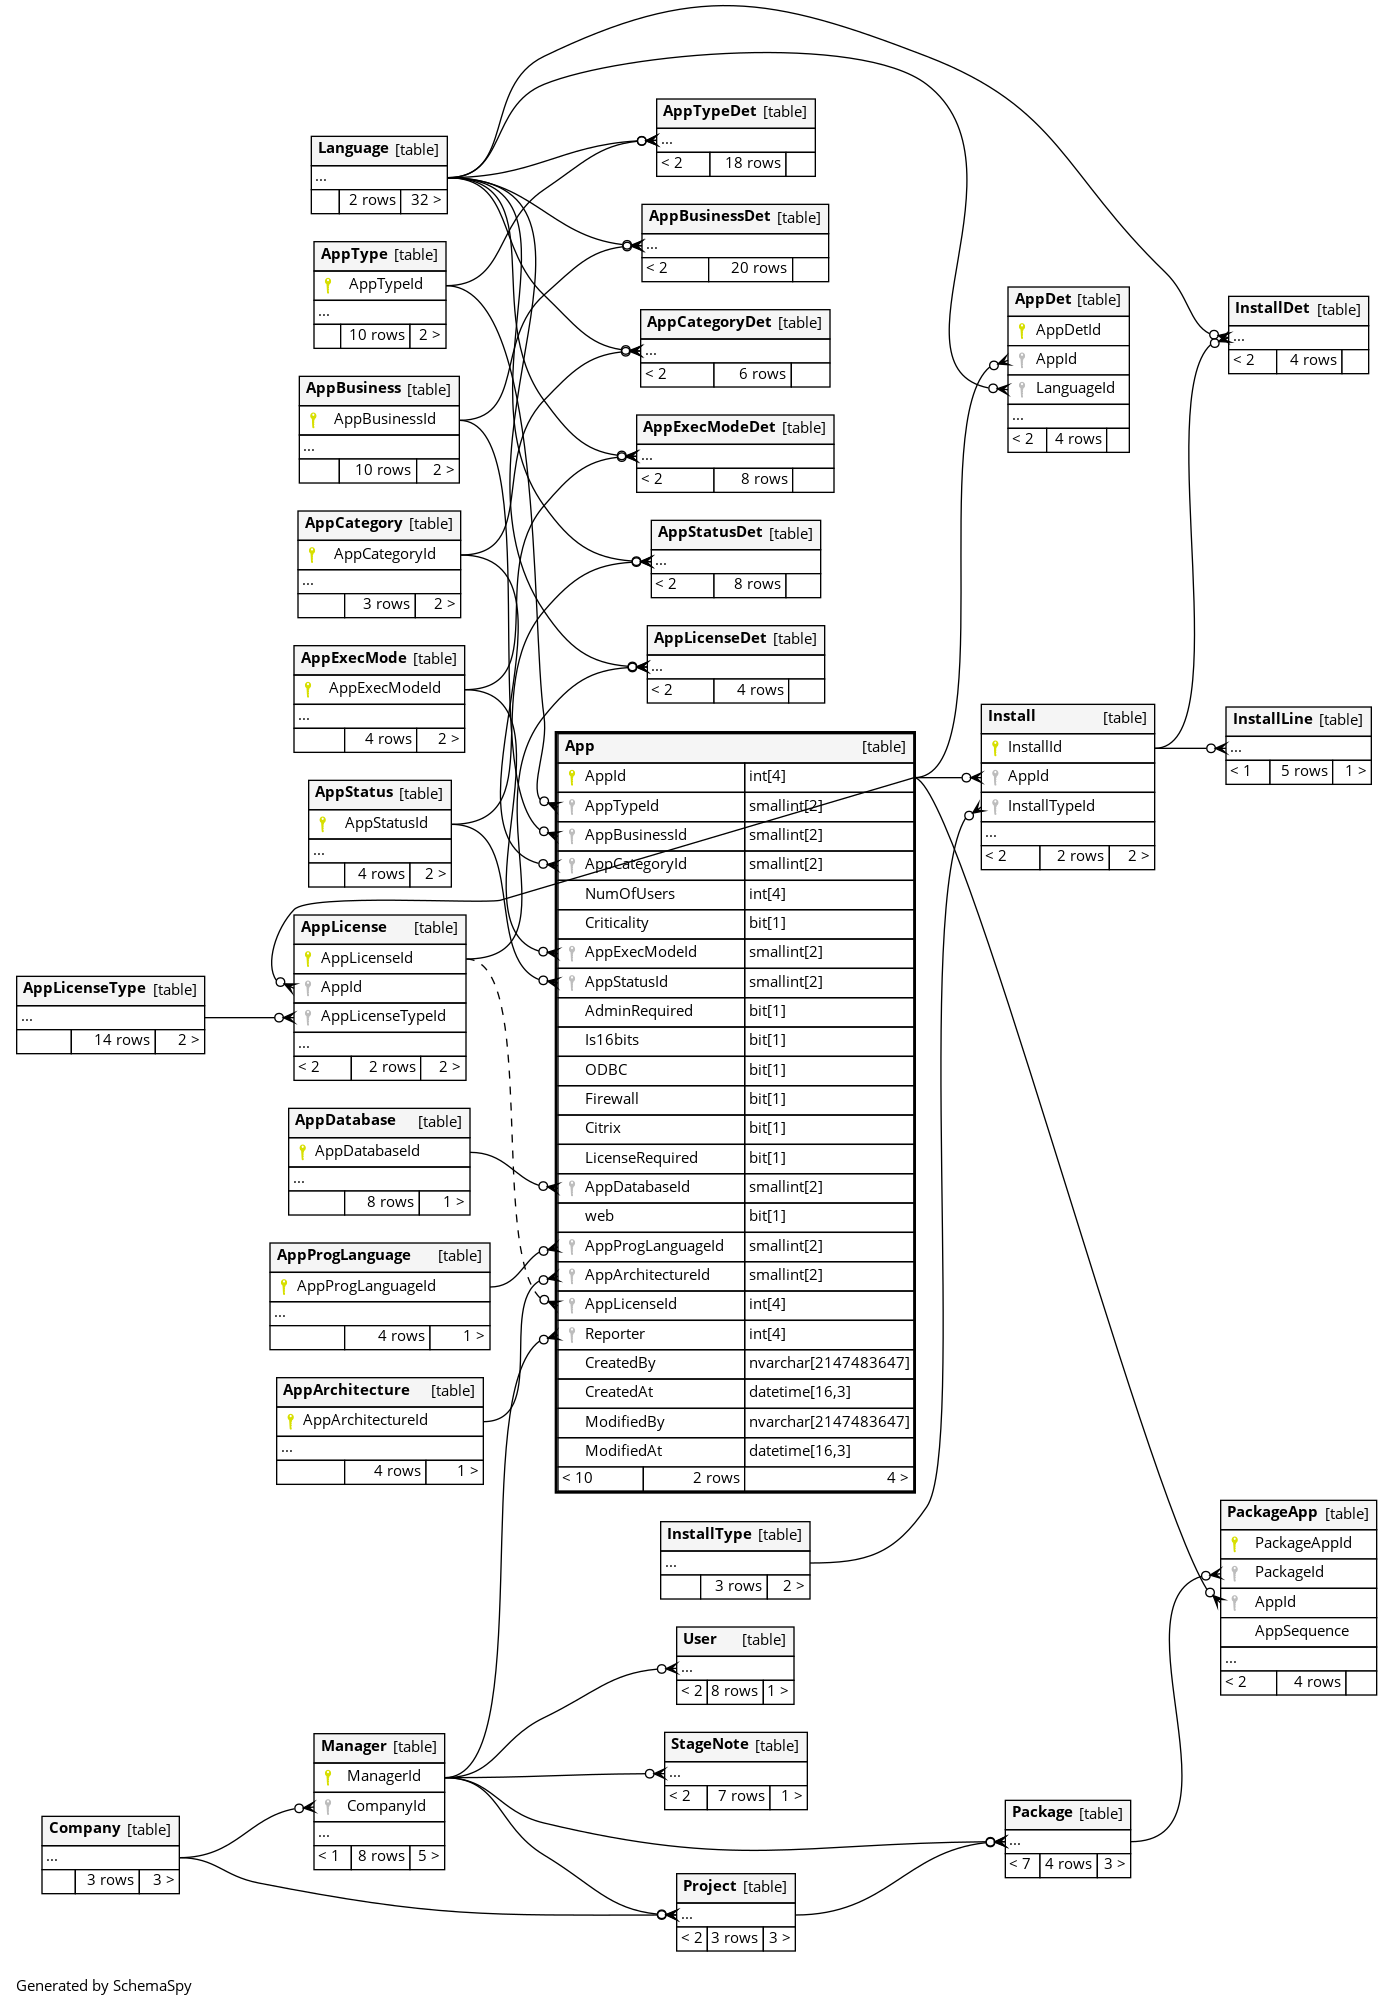 Language [table]
...
2 rows 32 >
AppType [table]
AppTypeId
...
10 rows 2 >
AppBusiness [table]
AppBusinessId
...
10 rows 2 >
AppCategory [table]
AppCategoryId
...
3 rows 2 >
AppExecMode [table]
AppExecModeId
...
4 rows 2 >
AppStatus [table]
AppStatusId
...
4 rows 2 >
AppLicense [table]
AppLicenseId
AppId
AppLicenseTypeId
...
< 2 2 rows 2 >
AppLicenseType [table]
...
14 rows 2 >
AppDatabase [table]
AppDatabaseId
...
8 rows 1 >
AppProgLanguage [table]
AppProgLanguageId
...
4 rows 1 >
AppArchitecture [table]
AppArchitectureId
...
4 rows 1 >
Manager [table]
ManagerId
CompanyId
...
< 1 8 rows 5 >
Company [table]
...
3 rows 3 >
AppTypeDet [table]
...
< 2 18 rows
AppBusinessDet [table]
...
< 2 20 rows
AppCategoryDet [table]
...
< 2 6 rows
AppExecModeDet [table]
...
< 2 8 rows
AppStatusDet [table]
...
< 2 8 rows
AppLicenseDet [table]
...
< 2 4 rows
App [table]
AppId int[4]
AppTypeId smallint[2]
AppBusinessId smallint[2]
AppCategoryId smallint[2]
NumOfUsers int[4]
Criticality bit[1]
AppExecModeId smallint[2]
AppStatusId smallint[2]
AdminRequired bit[1]
Is16bits bit[1]
ODBC bit[1]
Firewall bit[1]
Citrix bit[1]
LicenseRequired bit[1]
AppDatabaseId smallint[2]
web bit[1]
AppProgLanguageId smallint[2]
AppArchitectureId smallint[2]
AppLicenseId int[4]
Reporter int[4]
CreatedBy nvarchar[2147483647]
CreatedAt datetime[16,3]
ModifiedBy nvarchar[2147483647]
ModifiedAt datetime[16,3]
< 10 2 rows 4 >
InstallType [table]
...
3 rows 2 >
User [table]
...
< 2 8 rows 1 >
StageNote [table]
...
< 2 7 rows 1 >
Project [table]
...
< 2 3 rows 3 >
AppDet [table]
AppDetId
AppId
LanguageId
...
< 2 4 rows
Install [table]
InstallId
AppId
InstallTypeId
...
< 2 2 rows 2 >
Package [table]
...
< 7 4 rows 3 >
InstallDet [table]
...
< 2 4 rows
InstallLine [table]
...
< 1 5 rows 1 >
PackageApp [table]
PackageAppId
PackageId
AppId
AppSequence
...
< 2 4 rows
Generated by SchemaSpy